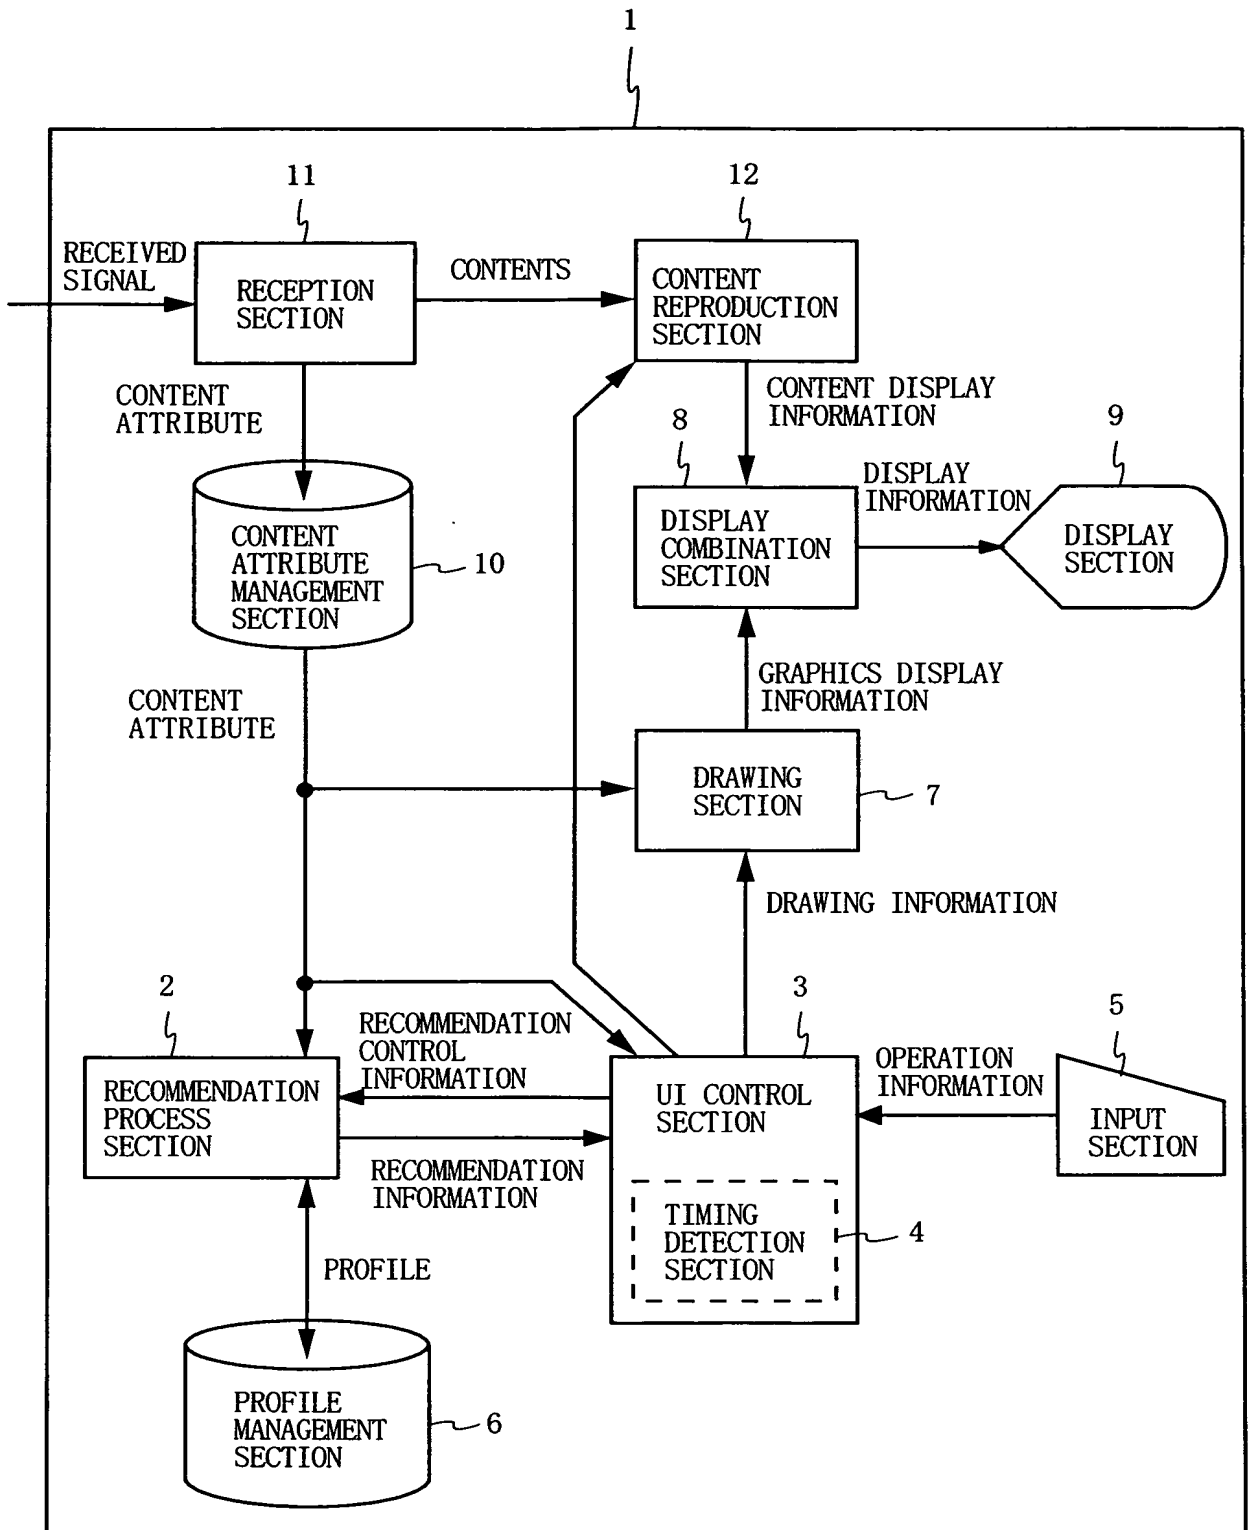 1
11
12
RECEIVED
SIGNAL
RECEPTION
SECTION
CONTENTS
CONTENT
REPRODUCTION
SECTION
CONTENT
ATTRIBUTE
CONTENT DISPLAY
INFORMATION
8
9
DISPLAY
INFORMATION
CONTENT
ATTRIBUTE
MANAGEMENT
SECTION
10
DISPLAY
COMBINATION
SECTION
DISPLAY
SECTION
CONTENT
ATTRIBUTE
GRAPHICS DISPLAY
INFORMATION
DRAWING
SECTION
7
DRAWING INFORMATION
2
RECOMMENDATION
CONTROL
INFORMATION
3
5
OPERATION
INFORMATION
RECOMMENDATION
PROCESS
SECTION
UI CONTROL
SECTION
INPUT
SECTION
RECOMMENDATION
INFORMATION
TIMING
DETECTION
SECTION
4
PROFILE
PROFILE
MANAGEMENT
SECTION
6